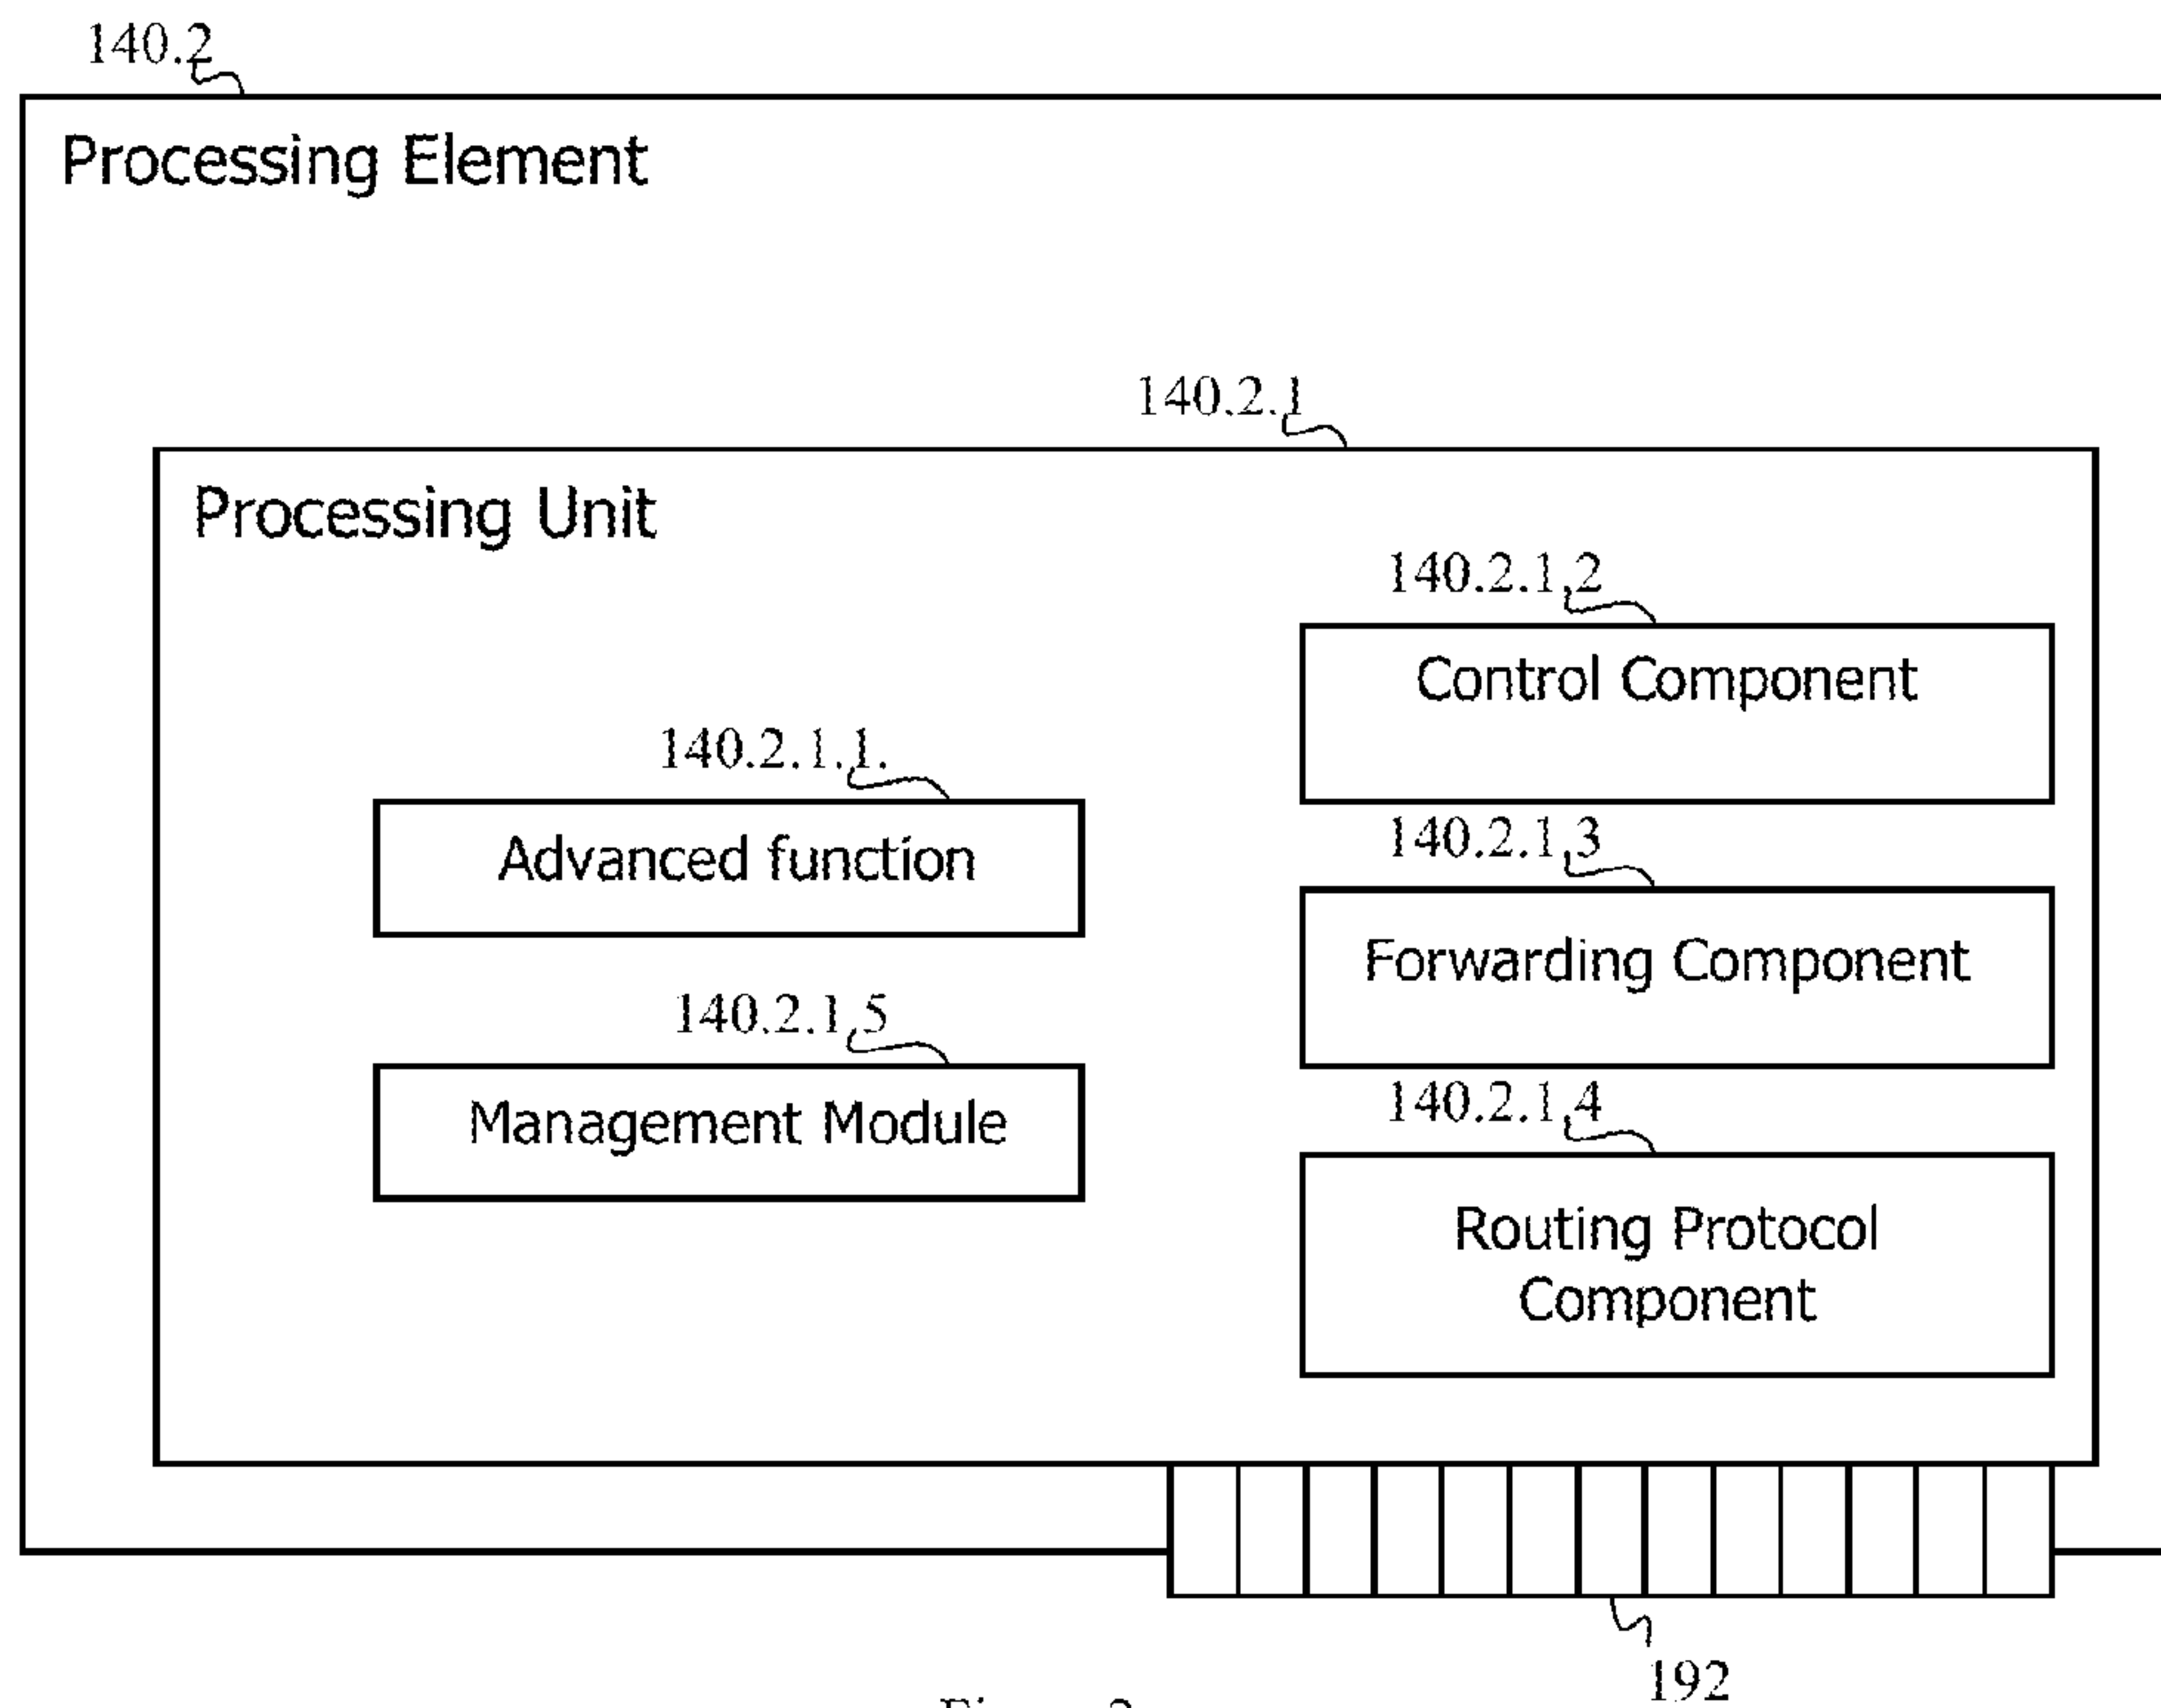 140.2
Processing Element
140.2.1
Processing Unit
140.2.1.2
Control Component
140.2.1.1.
Advanced function
140.2.1.3
Forwarding Component
140.2.1.5
Management Module
140.2.1.4
Routing Protocol
Component
192